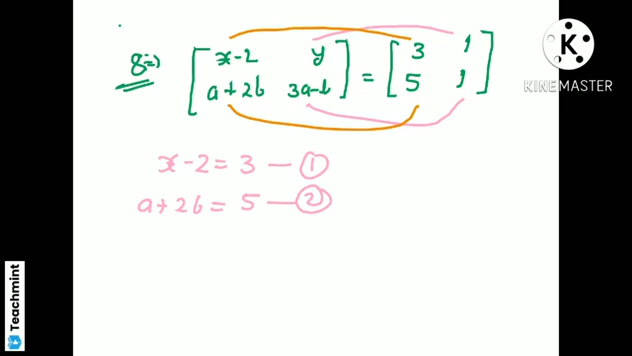 8⇒ [ x-2 y ] = [ 3 1 ]
[ a+2b 3a-b ] [ 5 1 ]
x-2 = 3 — ①
a+2b = 5 — ②
K
KINEMASTER
Teachmint